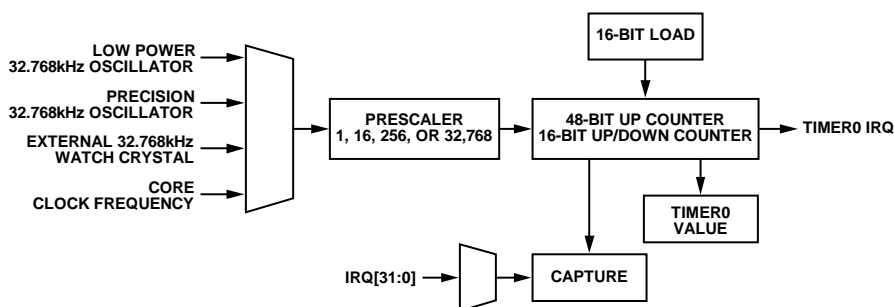 LOW POWER
32.768kHz OSCILLATOR
PRECISION
32.768kHz OSCILLATOR
EXTERNAL 32.768kHz
WATCH CRYSTAL
CORE
CLOCK FREQUENCY
PRESCALER
1, 16, 256, OR 32,768
16-BIT LOAD
48-BIT UP COUNTER
16-BIT UP/DOWN COUNTER
TIMER0 IRQ
TIMER0
VALUE
IRQ[31:0]
CAPTURE